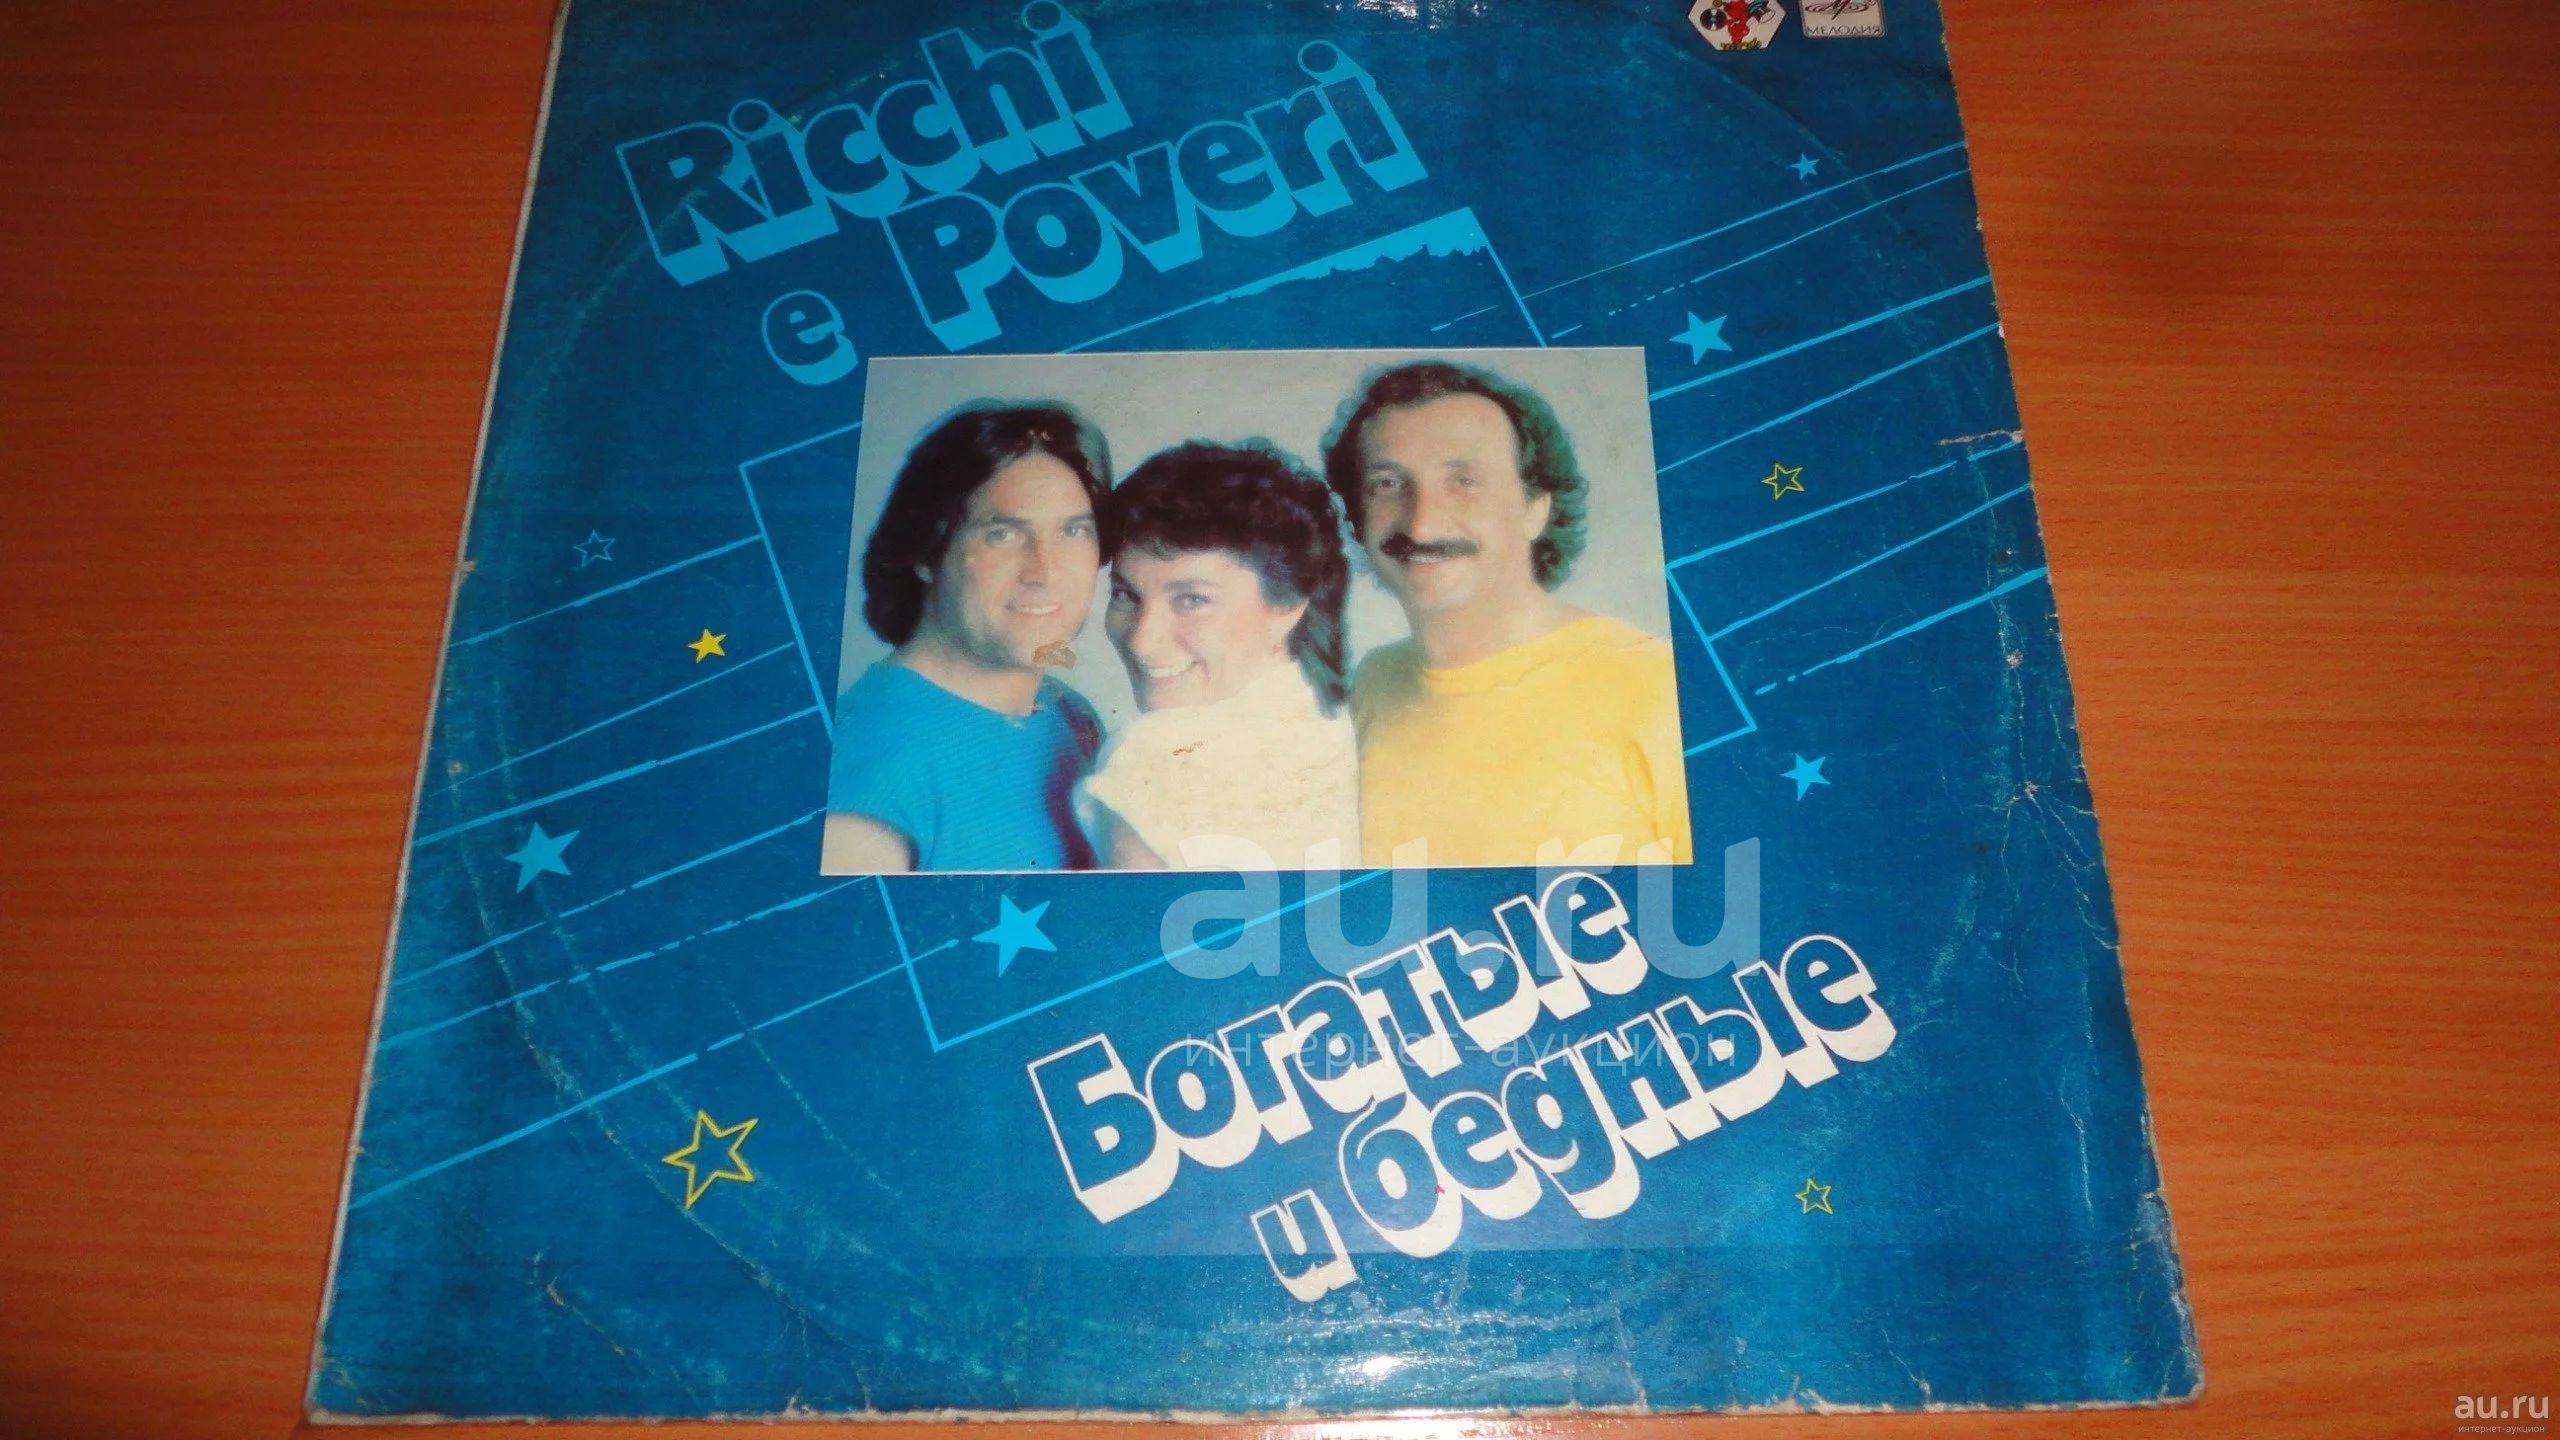 МЕЛОДИЯ
Ricchi
e Poveri
au.ru
интернет-аукцион
Богатые
и бедные
au.ru
интернет-аукцион